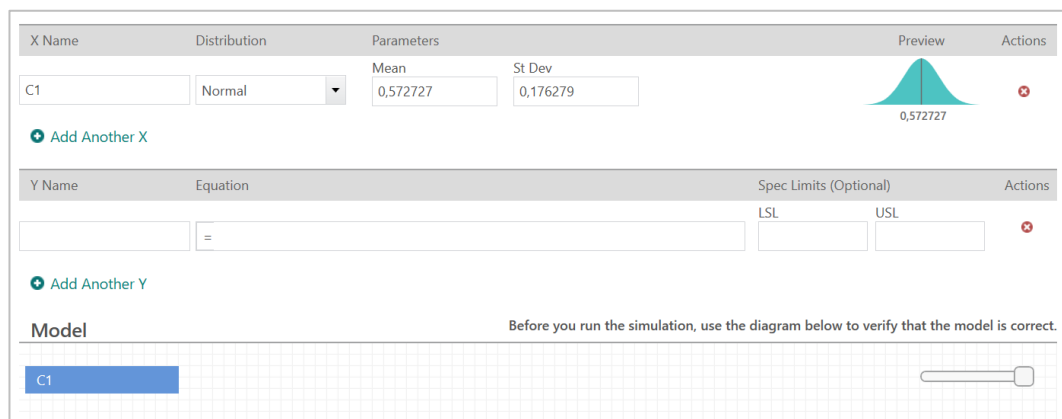 X Name Distribution Parameters Preview Actions
Mean St Dev
C1 Normal 0,572727 0,176279
0,572727
Add Another X
Y Name Equation Spec Limits (Optional) Actions
LSL USL
=
Add Another Y
Model Before you run the simulation, use the diagram below to verify that the model is correct.
C1